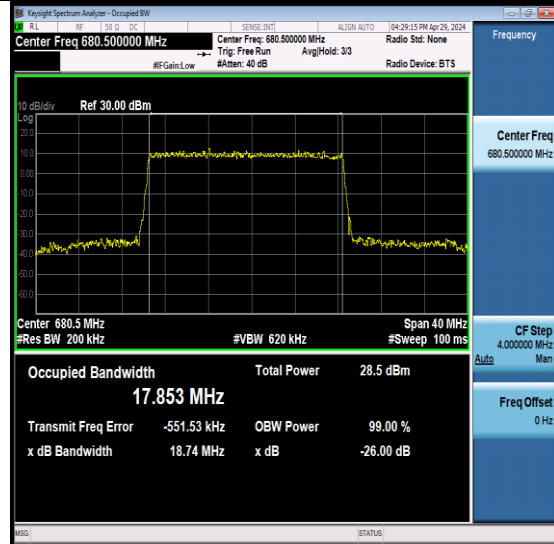 Keysight Spectrum Analyzer - Occupied BW
RL RF 50 Ω DC SENSE:INT ALIGN AUTO 04:29:15 PM Apr 29, 2024
Center Freq 680.500000 MHz
Center Freq: 680.500000 MHz
Radio Std: None
Trig: Free Run Avg|Hold: 3/3
#IFGain:Low #Atten: 40 dB Radio Device: BTS
Frequency
10 dB/div Ref 30.00 dBm
Log
20.0
10.0
0.00
-10.0
-20.0
-30.0
-40.0
-50.0
-60.0
Center Freq
680.500000 MHz
Center 680.5 MHz Span 40 MHz
#Res BW 200 kHz #VBW 620 kHz #Sweep 100 ms
CF Step
4.000000 MHz
Auto Man
Occupied Bandwidth Total Power 28.5 dBm
17.853 MHz
Transmit Freq Error -551.53 kHz OBW Power 99.00 %
x dB Bandwidth 18.74 MHz x dB -26.00 dB
Freq Offset
0 Hz
MSG STATUS